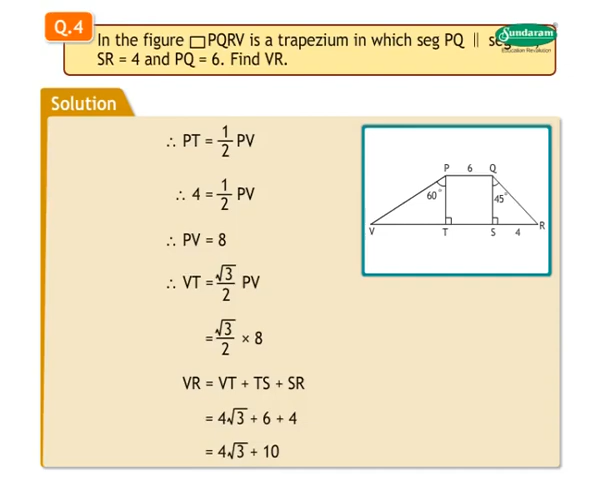 Q.4
In the figure □PQRV is a trapezium in which seg PQ ∥ seg
SR = 4 and PQ = 6. Find VR.
Sundaram
Education Revolution
Solution
∴ PT = 1/2 PV
∴ 4 = 1/2 PV
∴ PV = 8
∴ VT = √3/2 PV
= √3/2 × 8
VR = VT + TS + SR
= 4√3 + 6 + 4
= 4√3 + 10
P 6 Q
60° 45°
V T S 4 R